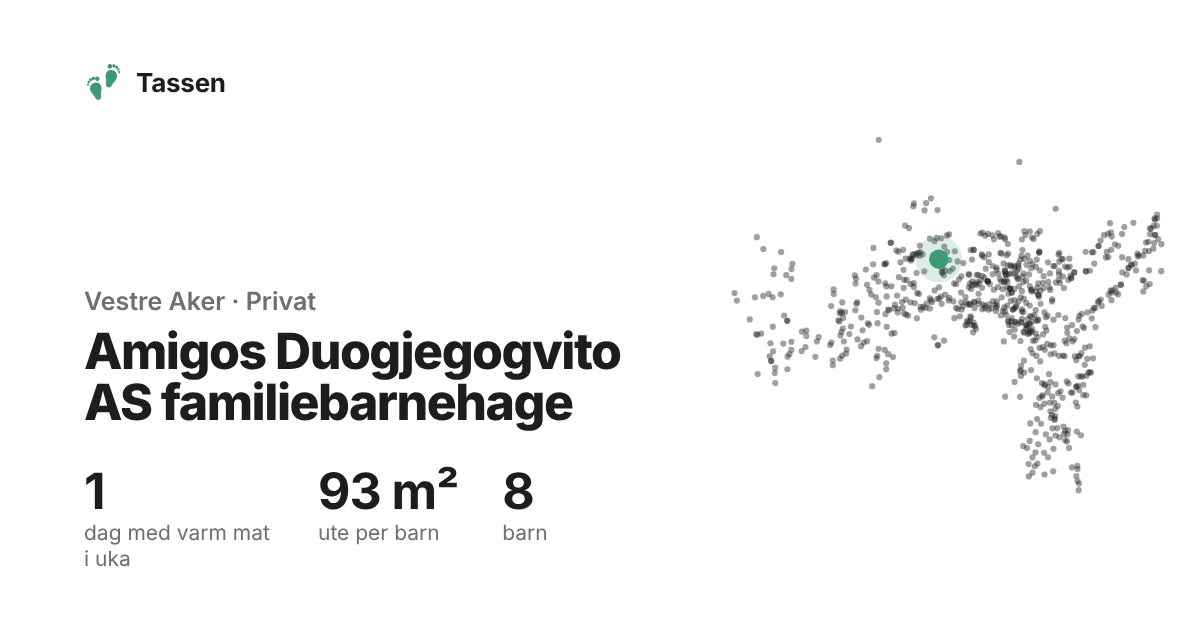 Tassen
Vestre Aker · Privat
Amigos Duogjegogvito
AS familiebarnehage
1
dag med varm mat
i uka
93 m²
ute per barn
8
barn